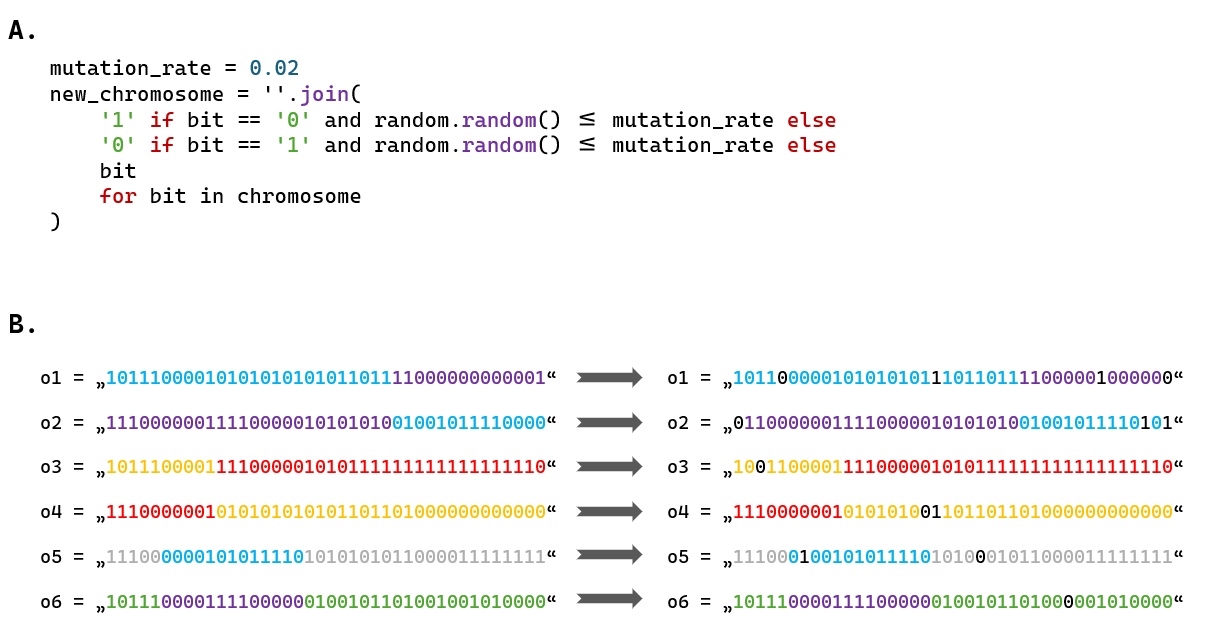 A.
mutation_rate = 0.02
new_chromosome = ''.join(
'1' if bit == '0' and random.random() ≤ mutation_rate else
'0' if bit == '1' and random.random() ≤ mutation_rate else
bit
for bit in chromosome
)
B.
o1 = „1011100001010101010101101111000000000001“ o1 = „1011000001010101011101101111000001000000“
o2 = „1110000001111000001010101001001011110000“ o2 = „0110000001111000001010101001001011110101“
o3 = „1011100001111000001010111111111111111110“ o3 = „1001100001111000001010111111111111111110“
o4 = „1110000001010101010101101101000000000000“ o4 = „1110000001010101001101101101000000000000“
o5 = „1110000001010111101010101011000011111111“ o5 = „1110001001010111101010001011000011111111“
o6 = „1011100001111000000100101101001001010000“ o6 = „1011100001111000000100101101000001010000“